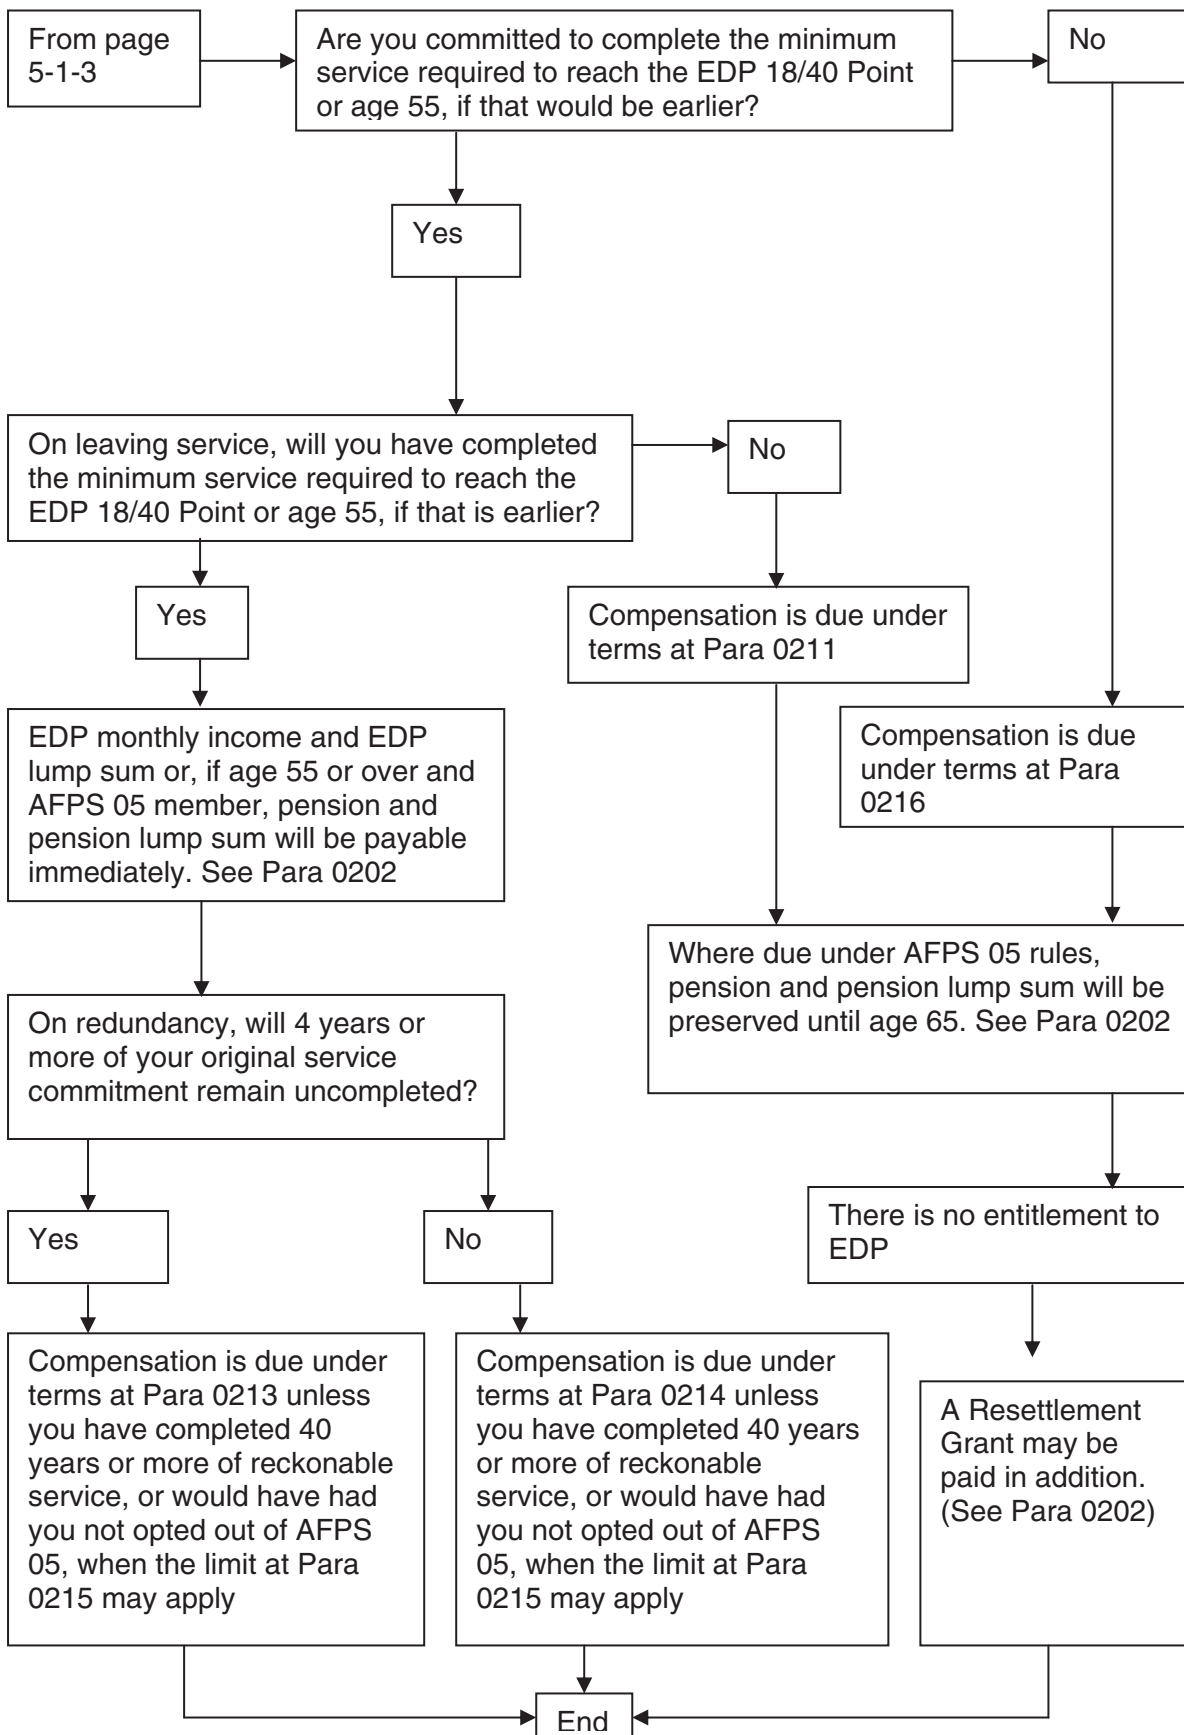 From page
5-1-3
Are you committed to complete the minimum
service required to reach the EDP 18/40 Point
or age 55, if that would be earlier?
No
Yes
On leaving service, will you have completed
the minimum service required to reach the
EDP 18/40 Point or age 55, if that is earlier?
No
Yes
Compensation is due under
terms at Para 0211
EDP monthly income and EDP
lump sum or, if age 55 or over and
AFPS 05 member, pension and
pension lump sum will be payable
immediately. See Para 0202
Compensation is due
under terms at Para
0216
Where due under AFPS 05 rules,
pension and pension lump sum will be
preserved until age 65. See Para 0202
On redundancy, will 4 years or
more of your original service
commitment remain uncompleted?
There is no entitlement to
EDP
Yes
No
Compensation is due under
terms at Para 0213 unless
you have completed 40
years or more of reckonable
service, or would have had
you not opted out of AFPS
05, when the limit at Para
0215 may apply
Compensation is due under
terms at Para 0214 unless
you have completed 40 years
or more of reckonable
service, or would have had
you not opted out of AFPS
05, when the limit at Para
0215 may apply
A Resettlement
Grant may be
paid in addition.
(See Para 0202)
End